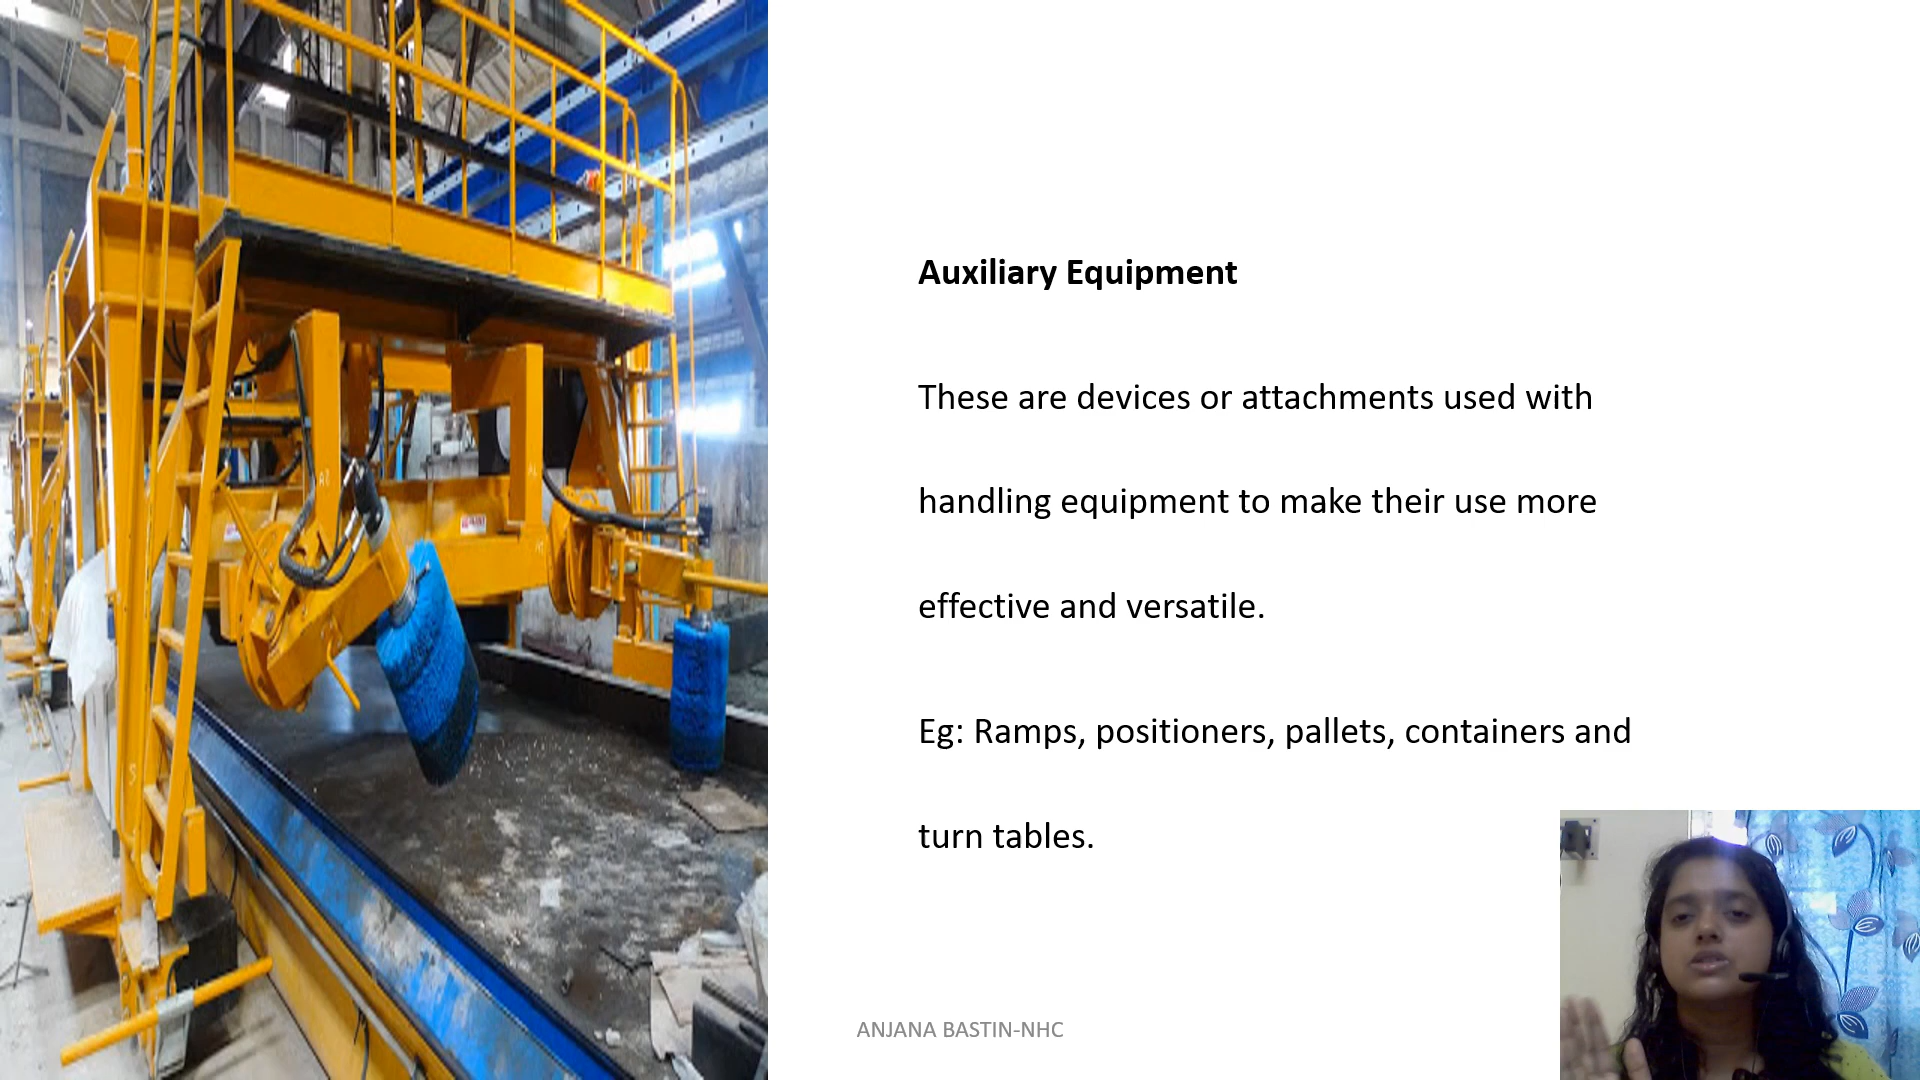 Auxiliary Equipment
These are devices or attachments used with
handling equipment to make their use more
effective and versatile.
Eg: Ramps, positioners, pallets, containers and
turn tables.
ANJANA BASTIN-NHC